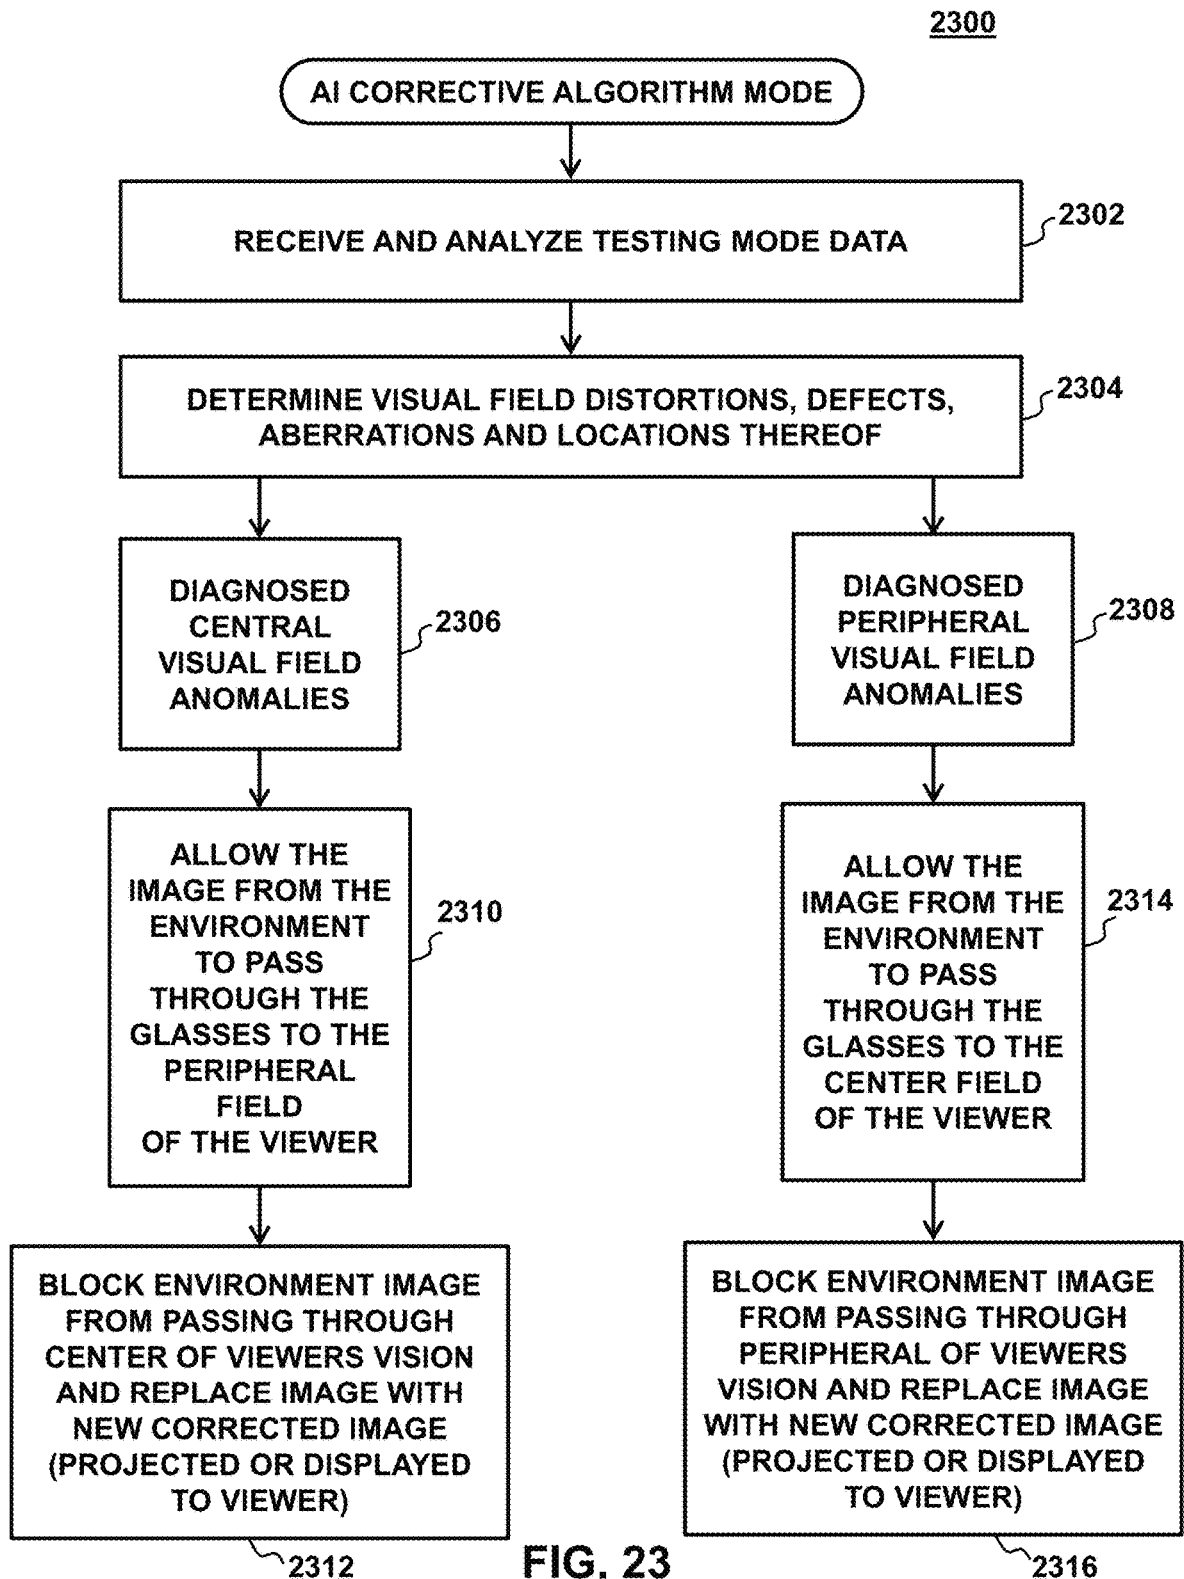 2300
AI CORRECTIVE ALGORITHM MODE
RECEIVE AND ANALYZE TESTING MODE DATA
2302
DETERMINE VISUAL FIELD DISTORTIONS, DEFECTS,
ABERRATIONS AND LOCATIONS THEREOF
2304
DIAGNOSED
CENTRAL
VISUAL FIELD
ANOMALIES
2306
DIAGNOSED
PERIPHERAL
VISUAL FIELD
ANOMALIES
2308
ALLOW THE
IMAGE FROM THE
ENVIRONMENT
TO PASS
THROUGH THE
GLASSES TO THE
PERIPHERAL
FIELD
OF THE VIEWER
2310
ALLOW THE
IMAGE FROM THE
ENVIRONMENT
TO PASS
THROUGH THE
GLASSES TO THE
CENTER FIELD
OF THE VIEWER
2314
BLOCK ENVIRONMENT IMAGE
FROM PASSING THROUGH
CENTER OF VIEWERS VISION
AND REPLACE IMAGE WITH
NEW CORRECTED IMAGE
(PROJECTED OR DISPLAYED
TO VIEWER)
2312
BLOCK ENVIRONMENT IMAGE
FROM PASSING THROUGH
PERIPHERAL OF VIEWERS
VISION AND REPLACE IMAGE
WITH NEW CORRECTED IMAGE
(PROJECTED OR DISPLAYED
TO VIEWER)
2316
FIG. 23